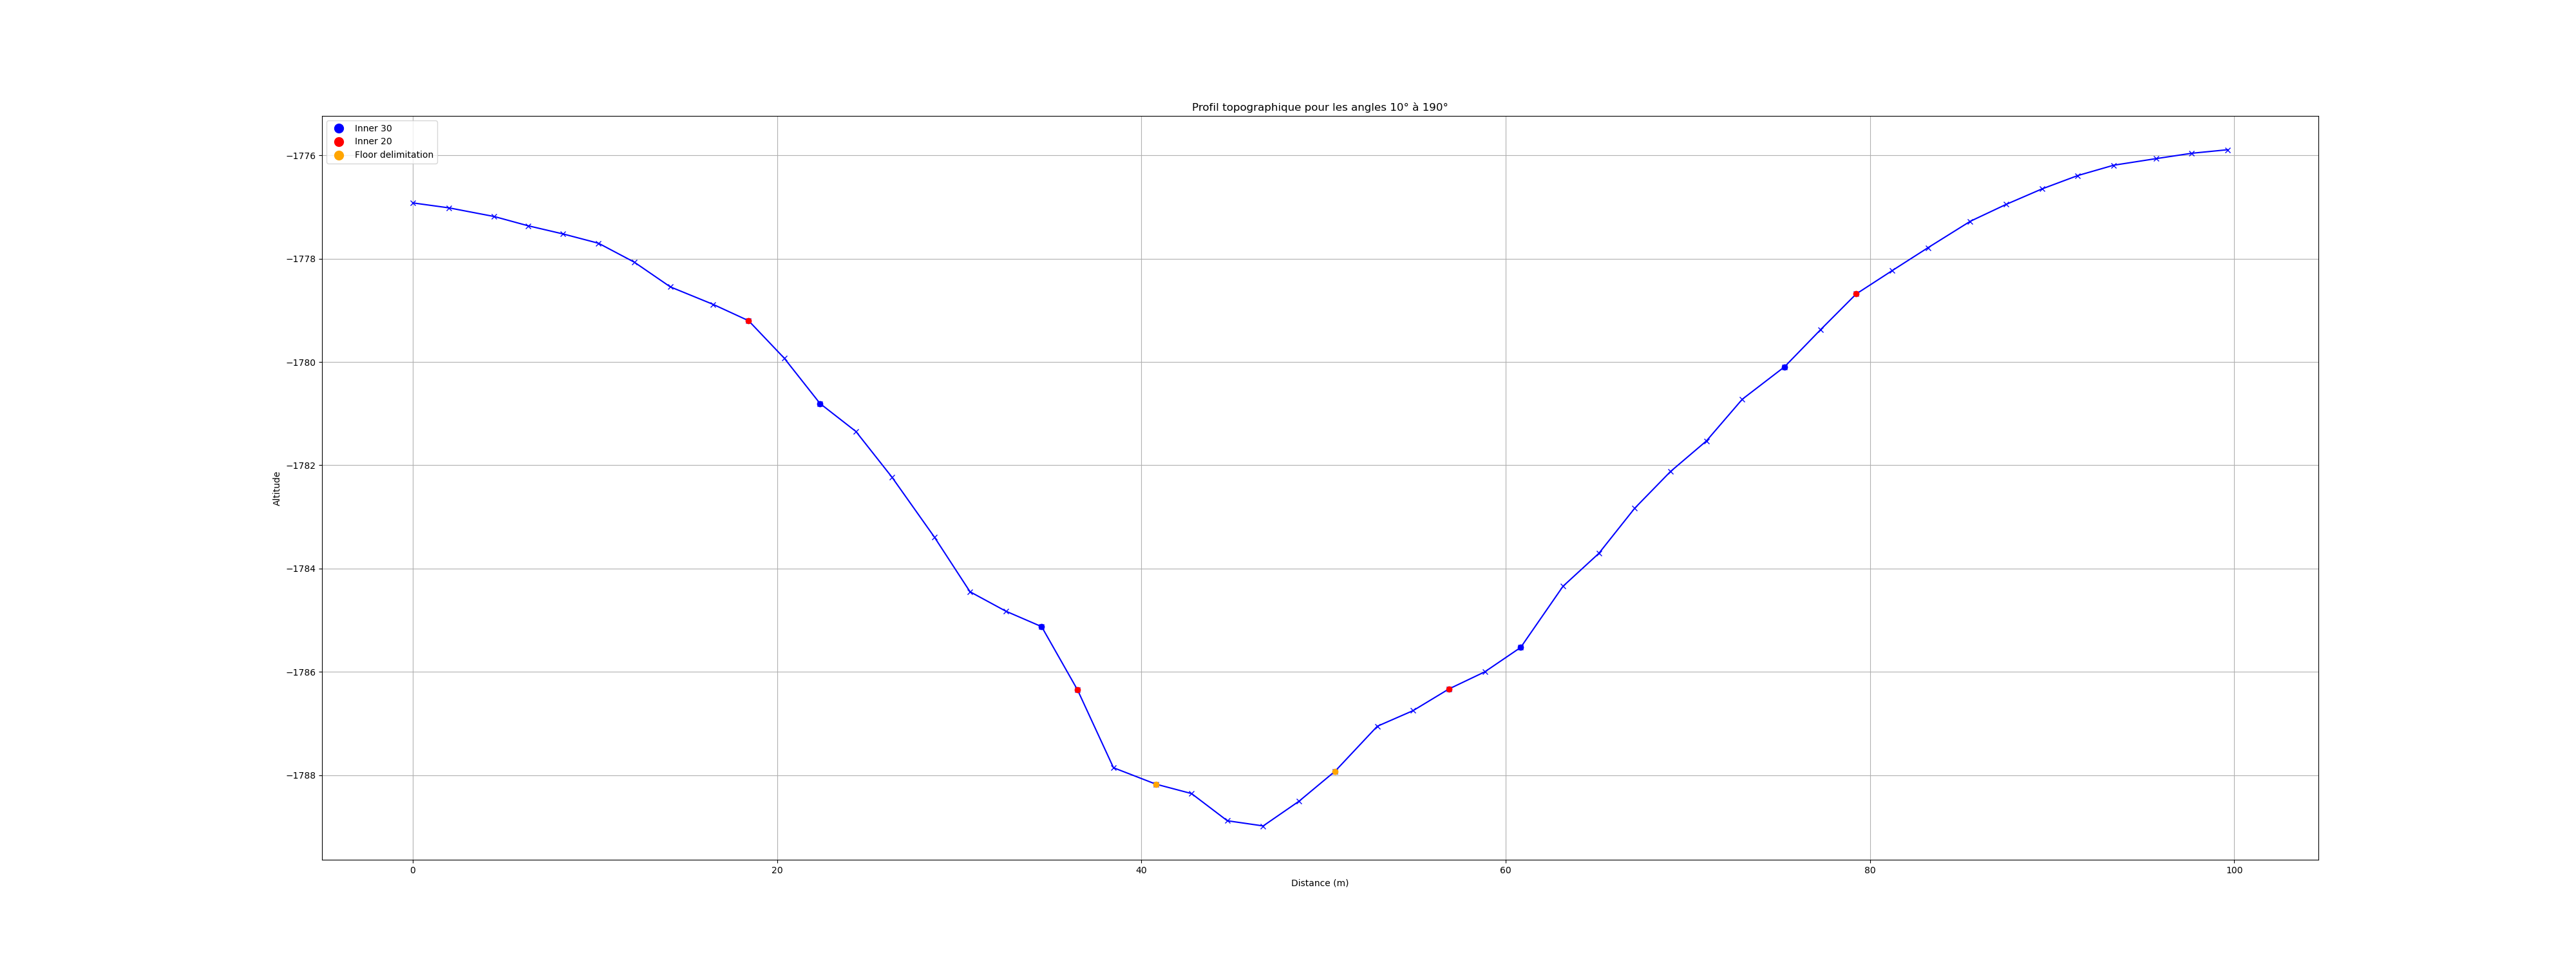 Profil topographique pour les angles 10° à 190°
Inner 30
Inner 20
Floor delimitation
−1776
−1778
−1780
−1782
−1784
−1786
−1788
Altitude
0 20 40 60 80 100
Distance (m)